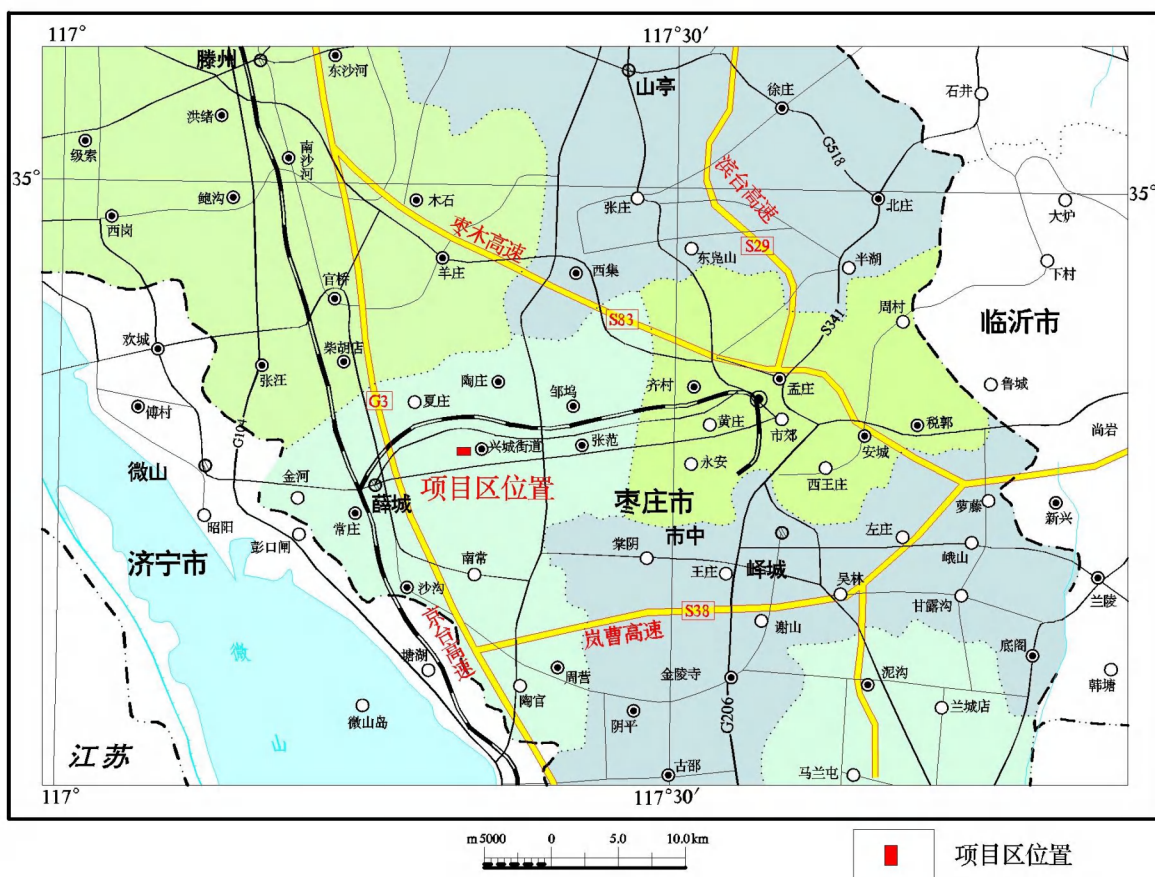 117°
117°30′
滕州
东沙河
山亭
徐庄
石井
洪绪
级索
南沙河
G518
35°
35°
鲍沟
木石
张庄
滨台高速
北庄
大炉
西岗
枣木高速
东凫山
S29
半湖
下村
羊庄
西集
官桥
周村
临沂市
S83
S341
欢城
柴胡店
张汪
陶庄
齐村
孟庄
鲁城
G3
夏庄
邹坞
傅村
G104
黄庄
市郊
税郭
尚岩
兴城街道
张范
安城
微山
金河
项目区位置
永安
西王庄
薛城
枣庄市
萝藤
新兴
昭阳
常庄
市中
左庄
济宁市
彭口闸
棠阴
峨山
南常
王庄
峄城
吴林
兰陵
沙沟
甘露沟
S38
京台高速
岚曹高速
谢山
微
塘湖
周营
金陵寺
泥沟
底阁
韩塘
陶官
微山岛
阴平
G206
兰城店
山
江苏
古邵
马兰屯
117°
117°30′
m 5000
0
5.0
10.0km
项目区位置